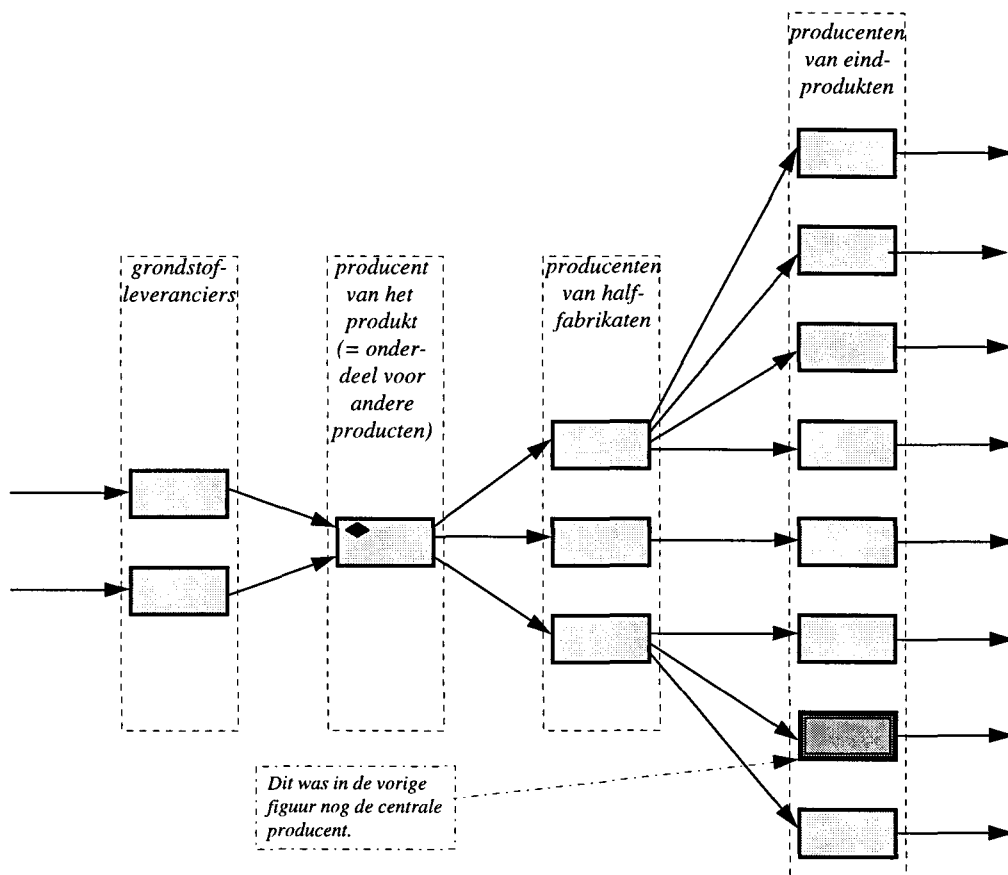 grondstof-
leveranciers
producent
van het
produkt
(= onder-
deel voor
andere
producten)
producenten
van half-
fabrikaten
producenten
van eind-
produkten
Dit was in de vorige
figuur nog de centrale
producent.